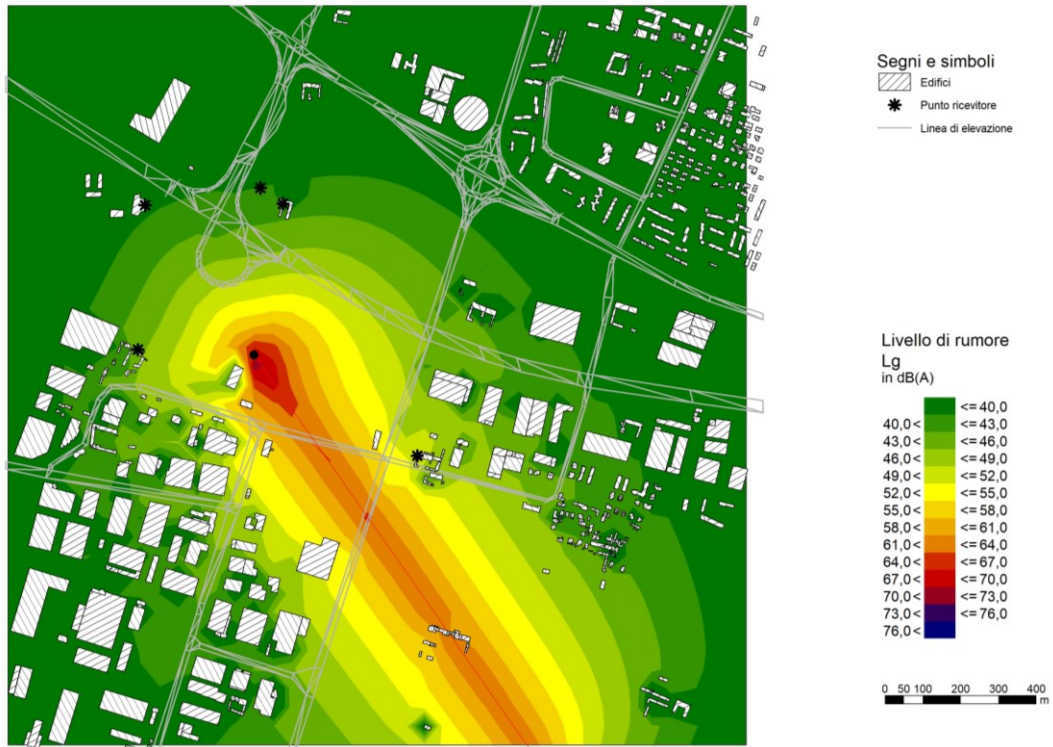 Segni e simboli
Edifici
Punto ricevitore
Linea di elevazione
Livello di rumore
Lg
in dB(A)
<= 40,0
40,0 < <= 43,0
43,0 < <= 46,0
46,0 < <= 49,0
49,0 < <= 52,0
52,0 < <= 55,0
55,0 < <= 58,0
58,0 < <= 61,0
61,0 < <= 64,0
64,0 < <= 67,0
67,0 < <= 70,0
70,0 < <= 73,0
73,0 < <= 76,0
76,0 <
0 50 100 200 300 400
m